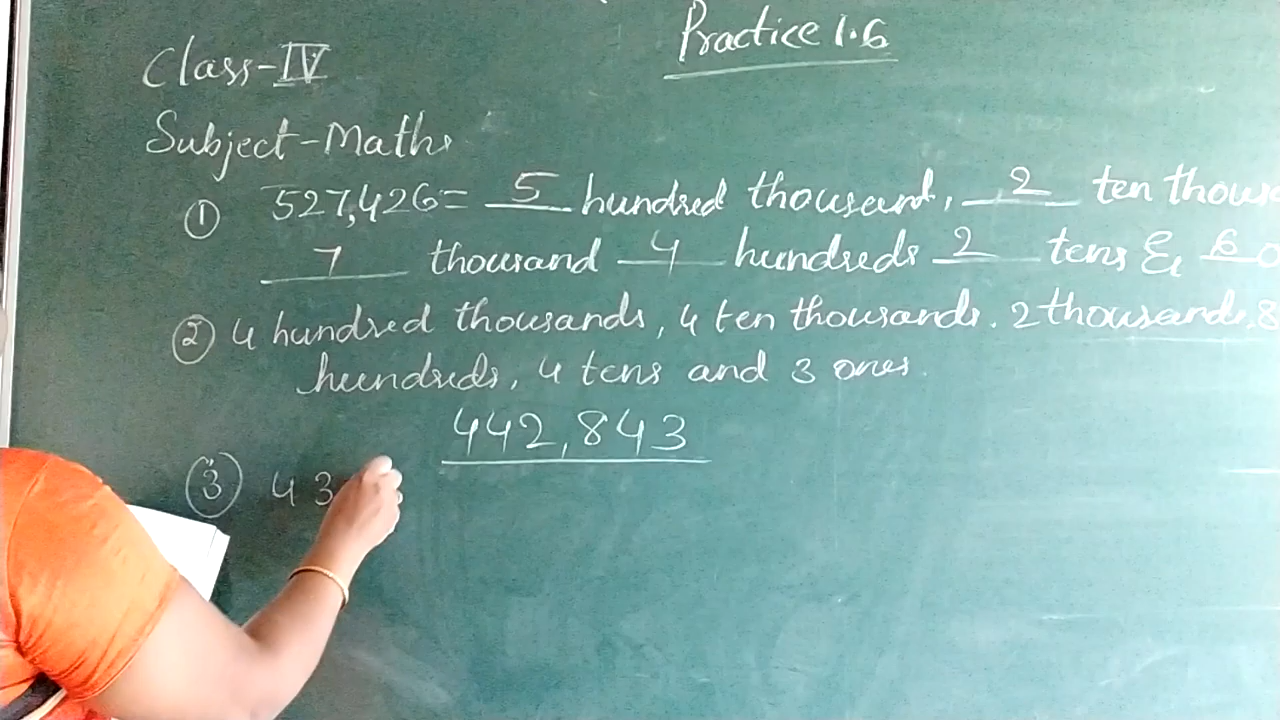 Practice 1.6
Class-IV
Subject-Maths
① 527,426= 5 hundred thousand, 2 ten thous
7 thousand 4 hundreds 2 tens & 6 o
② 4 hundred thousands, 4 ten thousands. 2 thousands, 8
hundreds, 4 tens and 3 ones.
442,843
③ 43